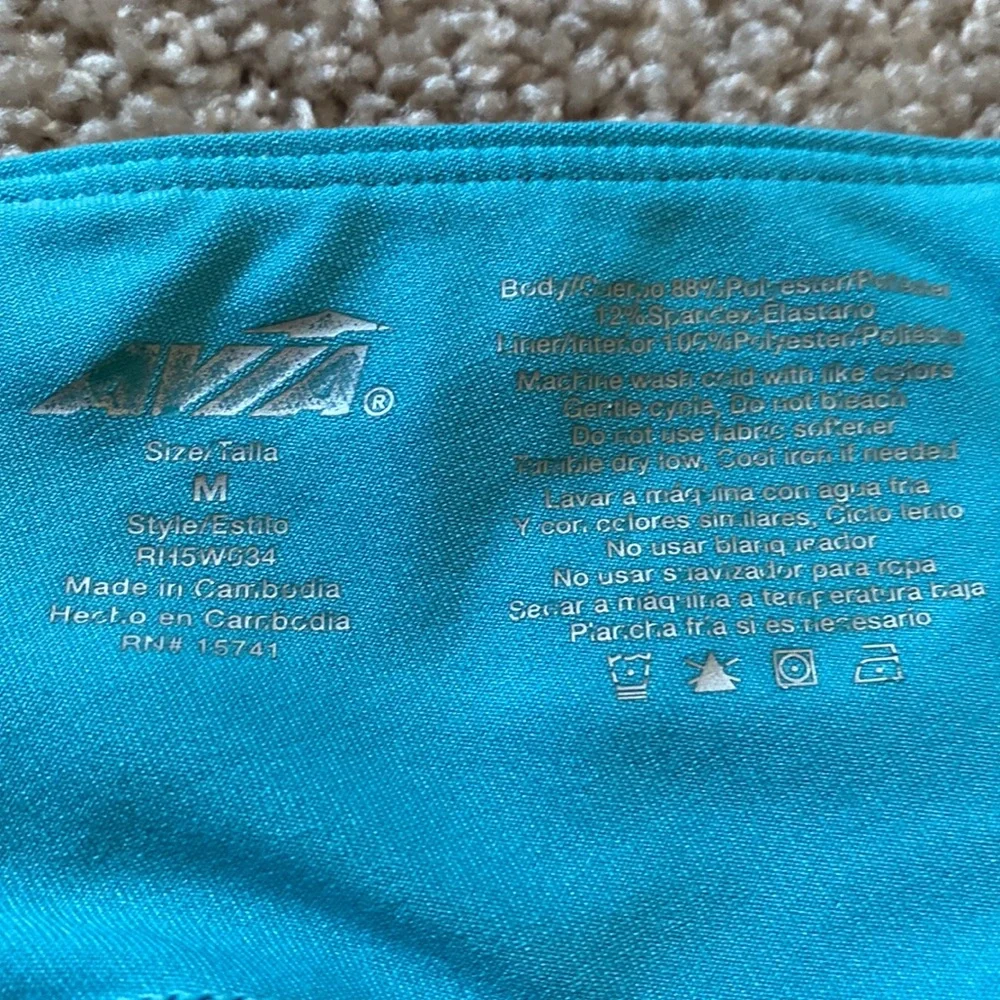 AVIA®
Size/Talla
M
Style/Estilo
RH5W034
Made in Cambodia
Hecho en Cambodia
RN# 15741
Body/Cuerpo 88% Polyester/Poliéster
12% Spandex-Elastano
Liner/Interior 100% Polyester/Poliéste
Machine wash cold with like colors
Gentle cycle, Do not bleach
Do not use fabric softener
Tumble dry low, Cool iron if needed
Lavar a máquina con agua fría
Y con colores similares, Ciclo lento
No usar blanqueador
No usar suavizador para ropa
Secar a máquina a temperatura baja
Plancha fría si es necesario